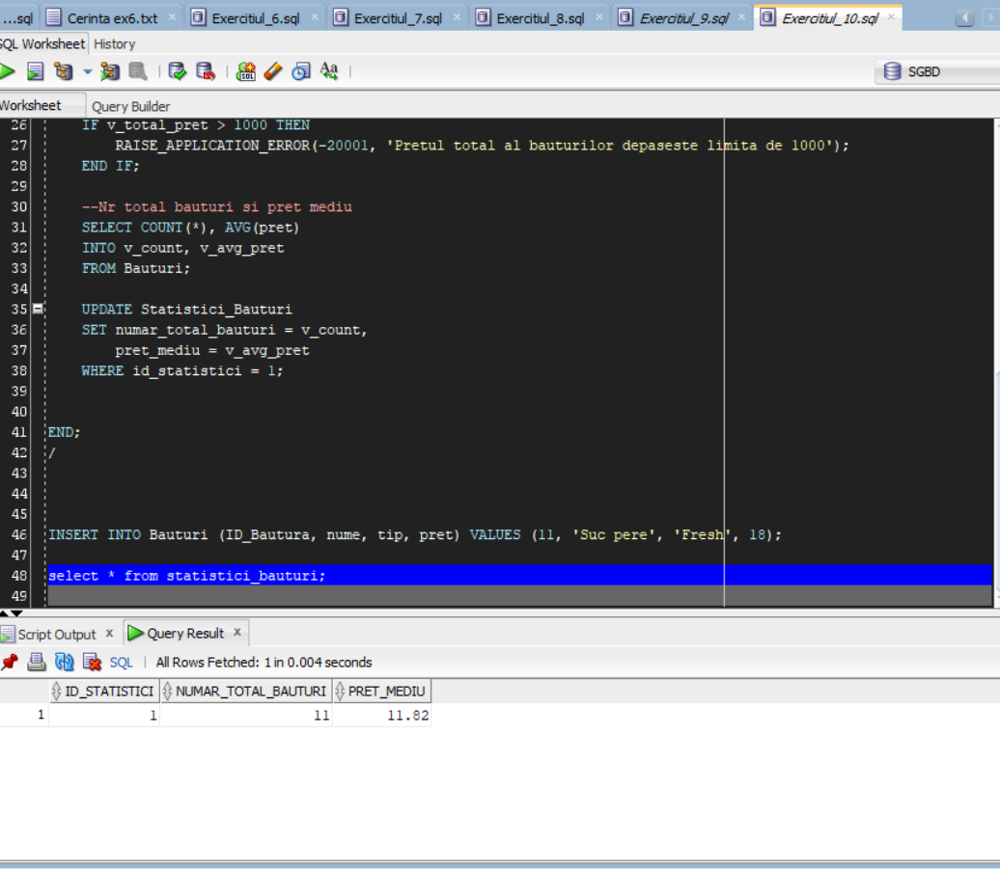 ...sql Cerinta ex6.txt Exercitiul_6.sql Exercitiul_7.sql Exercitiul_8.sql Exercitiul_9.sql Exercitiul_10.sql
SQL Worksheet History
SGBD
Worksheet Query Builder
26 IF v_total_pret > 1000 THEN
27 RAISE_APPLICATION_ERROR(-20001, 'Pretul total al bauturilor depaseste limita de 1000');
28 END IF;
29
30 --Nr total bauturi si pret mediu
31 SELECT COUNT(*), AVG(pret)
32 INTO v_count, v_avg_pret
33 FROM Bauturi;
34
35 UPDATE Statistici_Bauturi
36 SET numar_total_bauturi = v_count,
37 pret_mediu = v_avg_pret
38 WHERE id_statistici = 1;
39
40
41 END;
42 /
43
44
45
46 INSERT INTO Bauturi (ID_Bautura, nume, tip, pret) VALUES (11, 'Suc pere', 'Fresh', 18);
47
48 select * from statistici_bauturi;
49
Script Output x Query Result x
SQL | All Rows Fetched: 1 in 0.004 seconds
ID_STATISTICI NUMAR_TOTAL_BAUTURI PRET_MEDIU
1 1 11 11.82